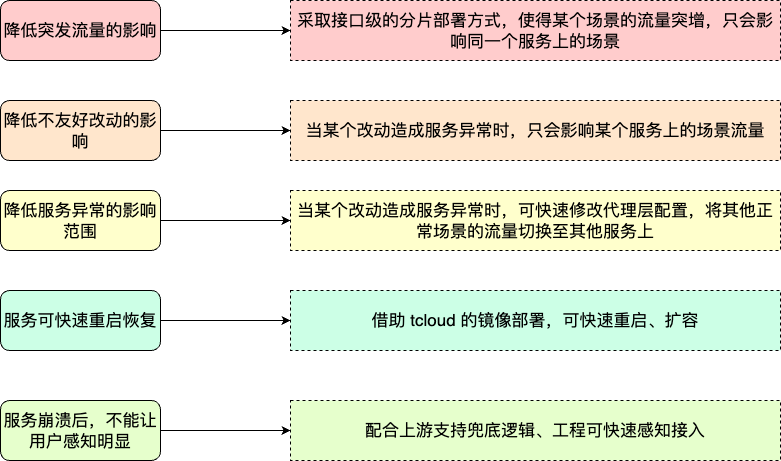 降低突发流量的影响
采取接口级的分片部署方式，使得某个场景的流量突增，只会影
响同一个服务上的场景
降低不友好改动的影
响
当某个改动造成服务异常时，只会影响某个服务上的场景流量
降低服务异常的影响
范围
当某个改动造成服务异常时，可快速修改代理层配置，将其他正
常场景的流量切换至其他服务上
服务可快速重启恢复
借助 tcloud 的镜像部署，可快速重启、扩容
服务崩溃后，不能让
用户感知明显
配合上游支持兜底逻辑、工程可快速感知接入